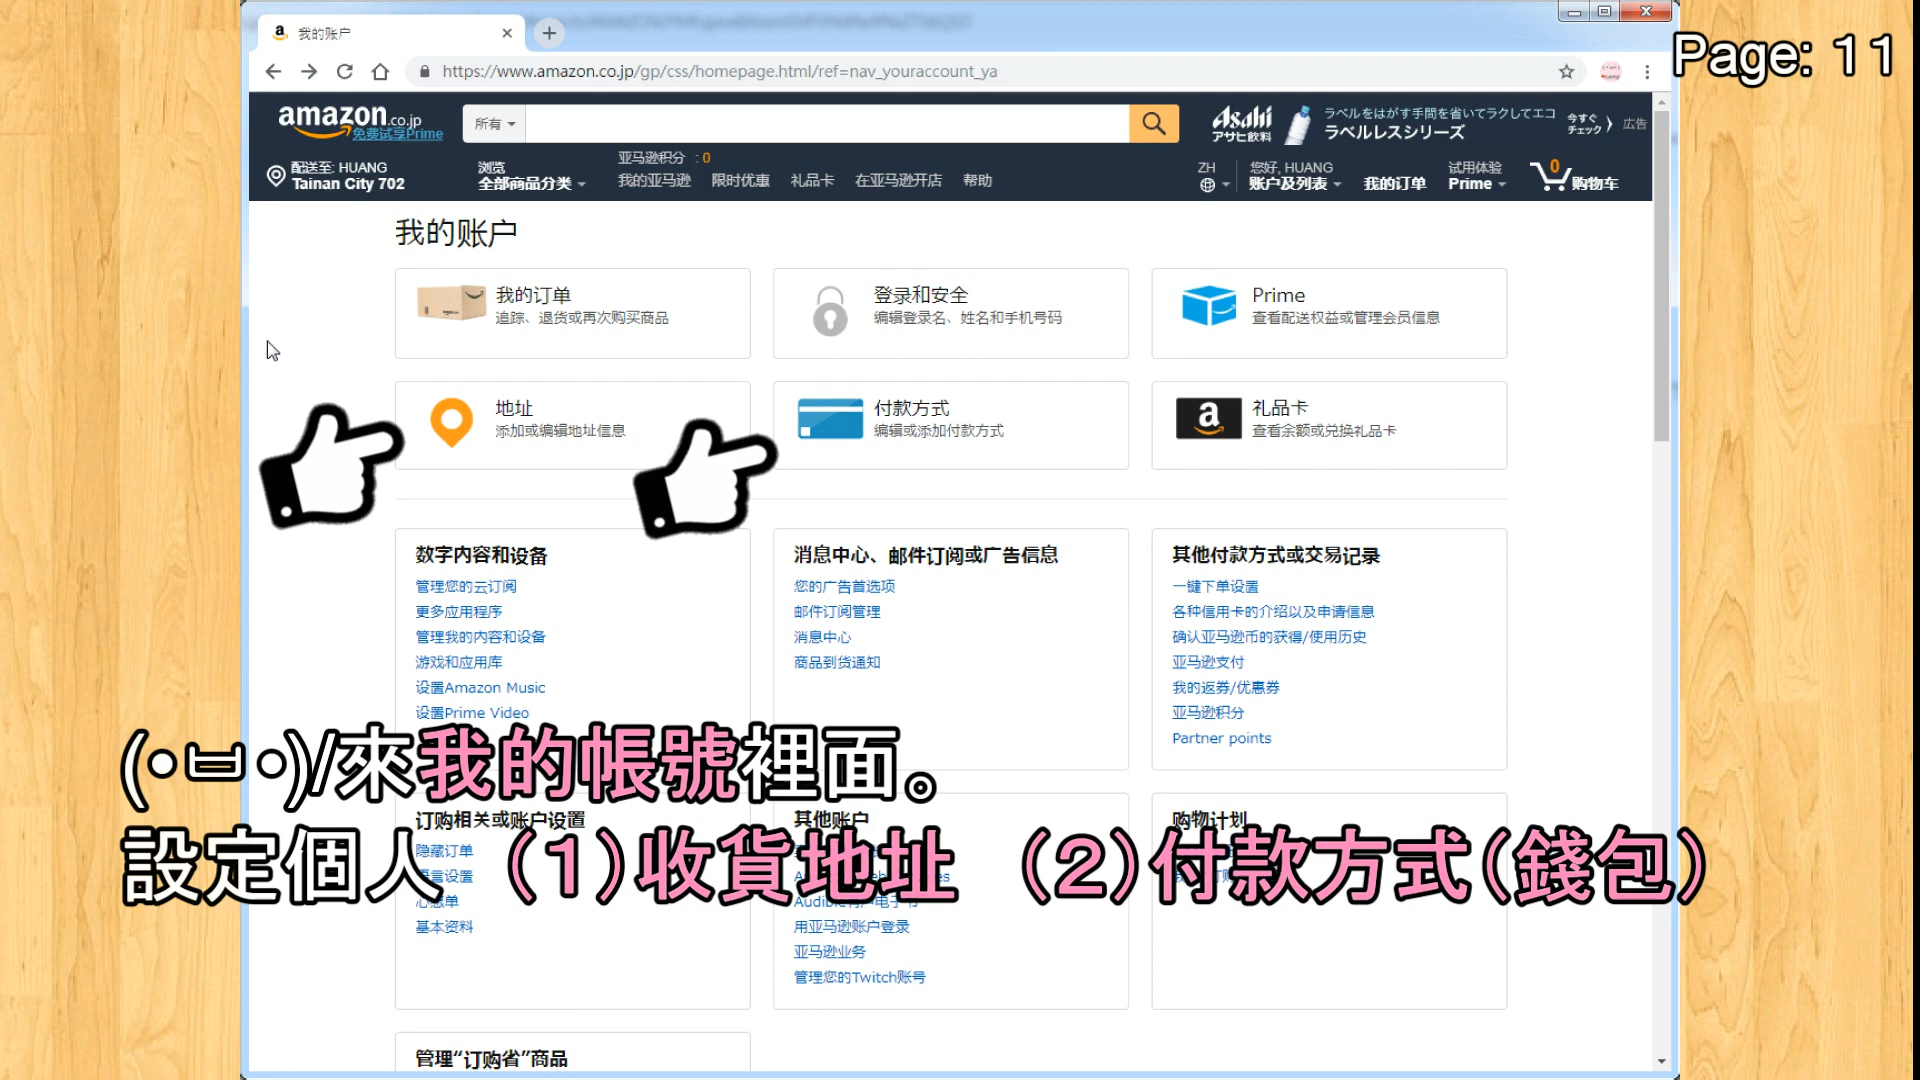 我的账户
Page: 11
https://www.amazon.co.jp/gp/css/homepage.html/ref=nav_youraccount_ya
amazon.co.jp
免费试享Prime
所有
Asahi
アサヒ飲料
ラベルをはがす手間を省いてラクしてエコ
ラベルレスシリーズ
今すぐ
チェック
広告
配送至: HUANG
Tainan City 702
浏览
全部商品分类
亚马逊积分 : 0
我的亚马逊 限时优惠 礼品卡 在亚马逊开店 帮助
ZH
您好, HUANG
账户及列表
我的订单
试用体验
Prime
0
购物车
我的账户
我的订单
追踪、退货或再次购买商品
登录和安全
编辑登录名、姓名和手机号码
Prime
查看配送权益或管理会员信息
地址
添加或编辑地址信息
付款方式
编辑或添加付款方式
礼品卡
查看余额或兑换礼品卡
数字内容和设备
管理您的云订阅
更多应用程序
管理我的内容和设备
游戏和应用库
设置Amazon Music
设置Prime Video
消息中心、邮件订阅或广告信息
您的广告首选项
邮件订阅管理
消息中心
商品到货通知
其他付款方式或交易记录
一键下单设置
各种信用卡的介绍以及申请信息
确认亚马逊币的获得/使用历史
亚马逊支付
我的返券/优惠券
亚马逊积分
Partner points
(•ㅂ•)/來我的帳號裡面。
設定個人 (1)收貨地址 (2)付款方式(錢包)
订购相关或账户设置
隐藏订单
语言设置
心愿单
基本资料
其他账户
用亚马逊账户登录
亚马逊业务
管理您的Twitch账号
购物计划
管理“订购省”商品